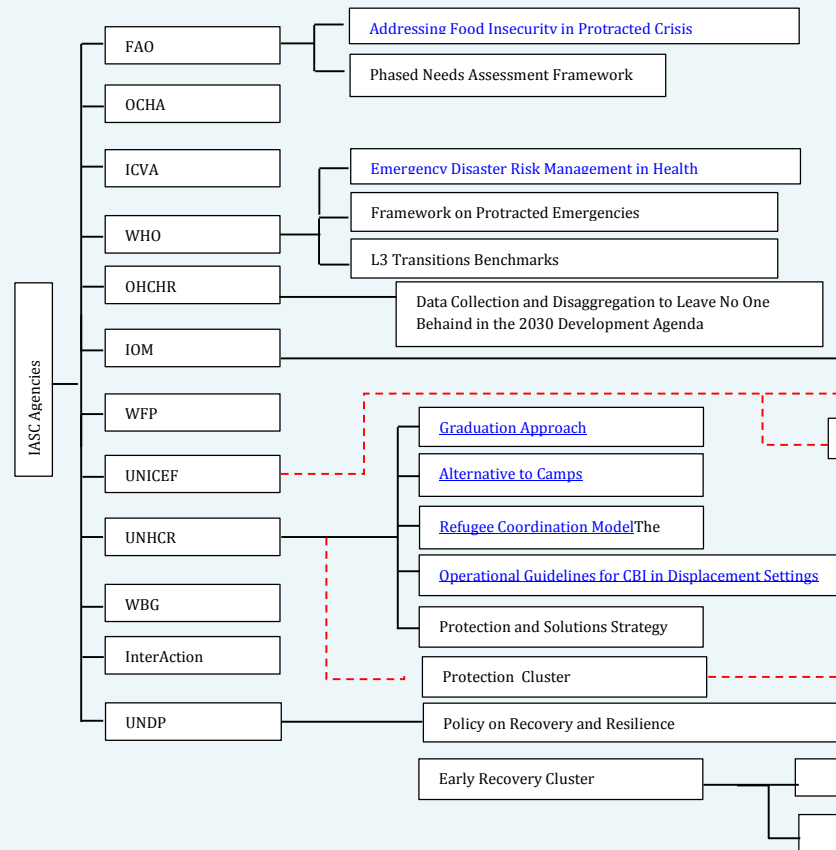 Addressing Food Insecurity in Protracted Crisis
FAO
Phased Needs Assessment Framework
OCHA
ICVA
Emergency Disaster Risk Management in Health
Framework on Protracted Emergencies
WHO
L3 Transitions Benchmarks
OHCHR
Data Collection and Disaggregation to Leave No One
Behaind in the 2030 Development Agenda
IOM
IASC Agencies
WFP
Graduation Approach
UNICEF
Alternative to Camps
Refugee Coordination ModelThe
UNHCR
Operational Guidelines for CBI in Displacement Settings
WBG
Protection and Solutions Strategy
InterAction
Protection Cluster
UNDP
Policy on Recovery and Resilience
Early Recovery Cluster